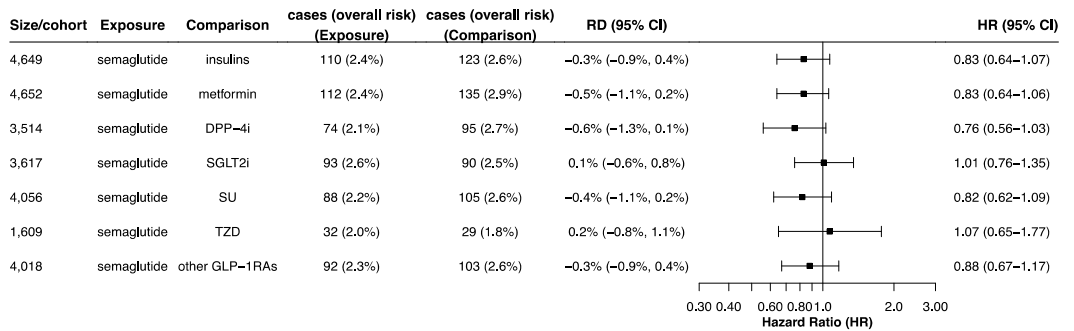 Size/cohort Exposure Comparison cases (overall risk) (Exposure) cases (overall risk) (Comparison) RD (95% CI) HR (95% CI)
4,649 semaglutide insulins 110 (2.4%) 123 (2.6%) −0.3% (−0.9%, 0.4%) 0.83 (0.64−1.07)
4,652 semaglutide metformin 112 (2.4%) 135 (2.9%) −0.5% (−1.1%, 0.2%) 0.83 (0.64−1.06)
3,514 semaglutide DPP−4i 74 (2.1%) 95 (2.7%) −0.6% (−1.3%, 0.1%) 0.76 (0.56−1.03)
3,617 semaglutide SGLT2i 93 (2.6%) 90 (2.5%) 0.1% (−0.6%, 0.8%) 1.01 (0.76−1.35)
4,056 semaglutide SU 88 (2.2%) 105 (2.6%) −0.4% (−1.1%, 0.2%) 0.82 (0.62−1.09)
1,609 semaglutide TZD 32 (2.0%) 29 (1.8%) 0.2% (−0.8%, 1.1%) 1.07 (0.65−1.77)
4,018 semaglutide other GLP−1RAs 92 (2.3%) 103 (2.6%) −0.3% (−0.9%, 0.4%) 0.88 (0.67−1.17)
0.30 0.40 0.60 0.80 1.0 2.0 3.00
Hazard Ratio (HR)